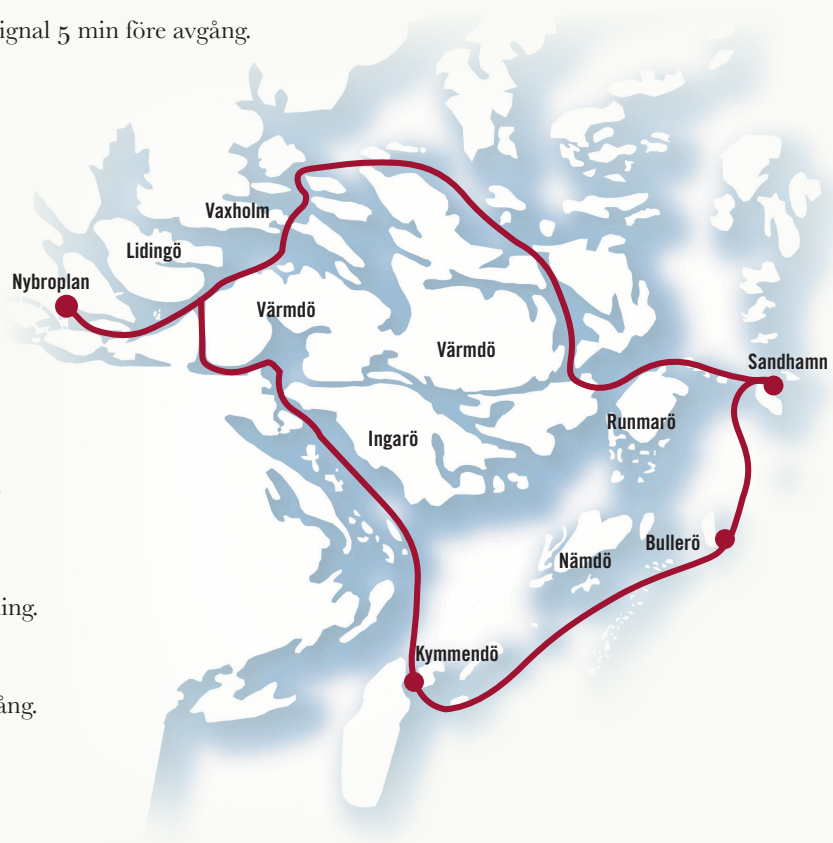 ignal 5 min före avgång.
Vaxholm
Lidingö
Nybroplan
Värmdö
Värmdö
Sandhamn
Runmarö
Ingarö
Bullerö
Nämdö
ing.
Kymmendö
ång.